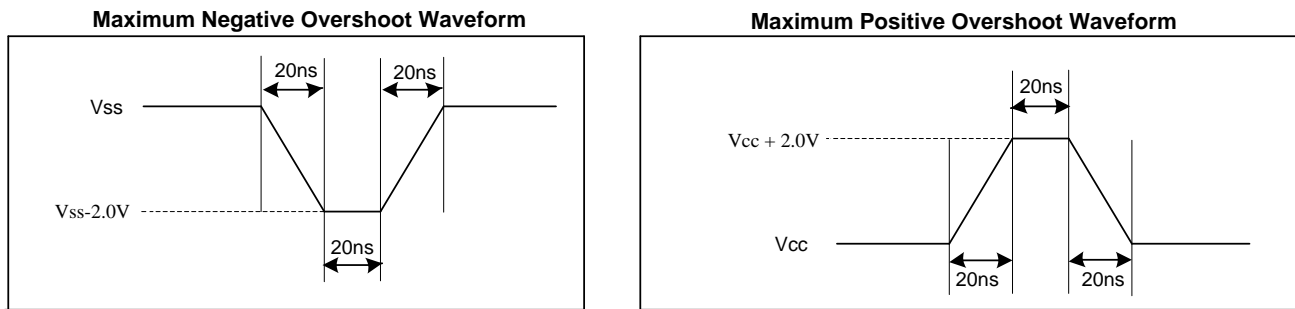 Maximum Negative Overshoot Waveform
20ns 20ns
Vss
Vss-2.0V
20ns
Maximum Positive Overshoot Waveform
20ns
Vcc + 2.0V
Vcc
20ns 20ns